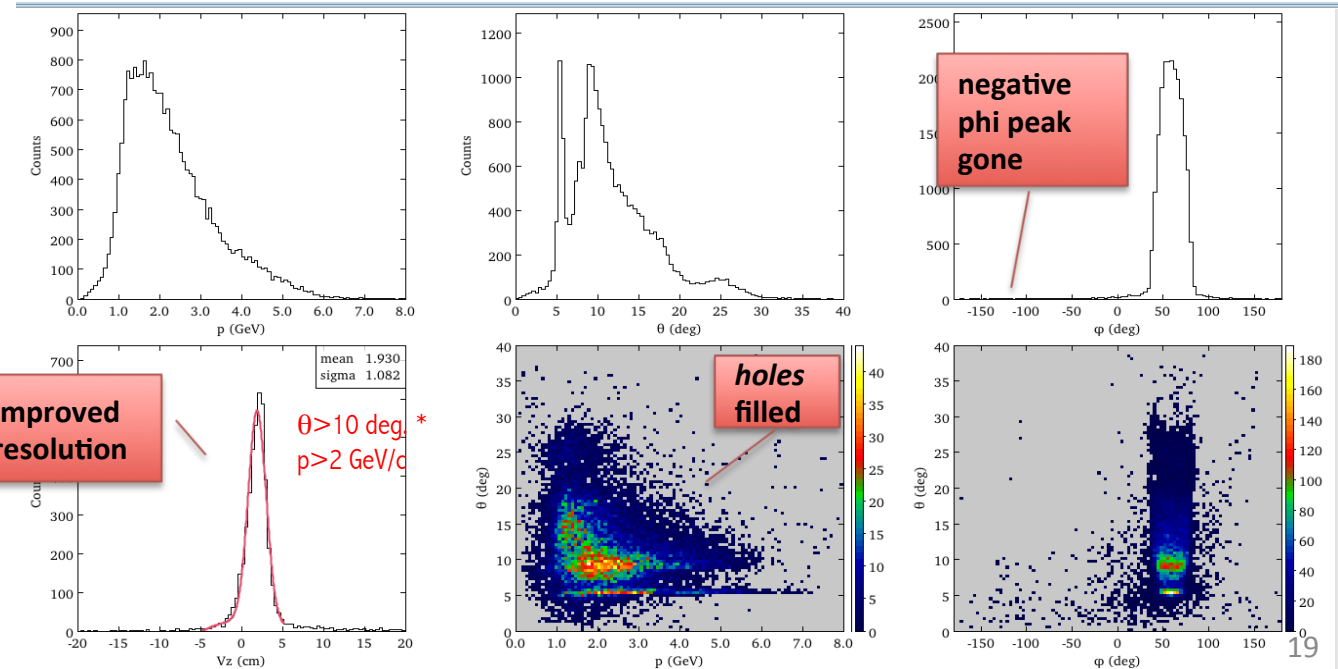 900
800
700
600
500
400
300
200
100
0
Counts
0.0 1.0 2.0 3.0 4.0 5.0 6.0 7.0 8.0
p (GeV)
1200
1000
800
600
400
200
0
Counts
0 5 10 15 20 25 30 35 40
θ (deg)
2500
1000
500
0
-150 -100 -50 0 50 100 150
φ (deg)
negative
phi peak
gone
700
300
200
100
0
-20 -15 -10 -5 0 5 10 15 20
Vz (cm)
mean 1.930
sigma 1.082
mproved
resolution
θ>10 deg. *
p>2 GeV/c
40
35
30
25
20
15
10
5
0
θ (deg)
0.0 1.0 2.0 3.0 4.0 5.0 6.0 7.0 8.0
p (GeV)
holes
filled
40
35
30
25
20
15
10
5
0
40
35
30
25
20
15
10
5
0
θ (deg)
-150 -100 -50 0 50 100 150
φ (deg)
180
160
140
120
100
80
60
40
20
0
19